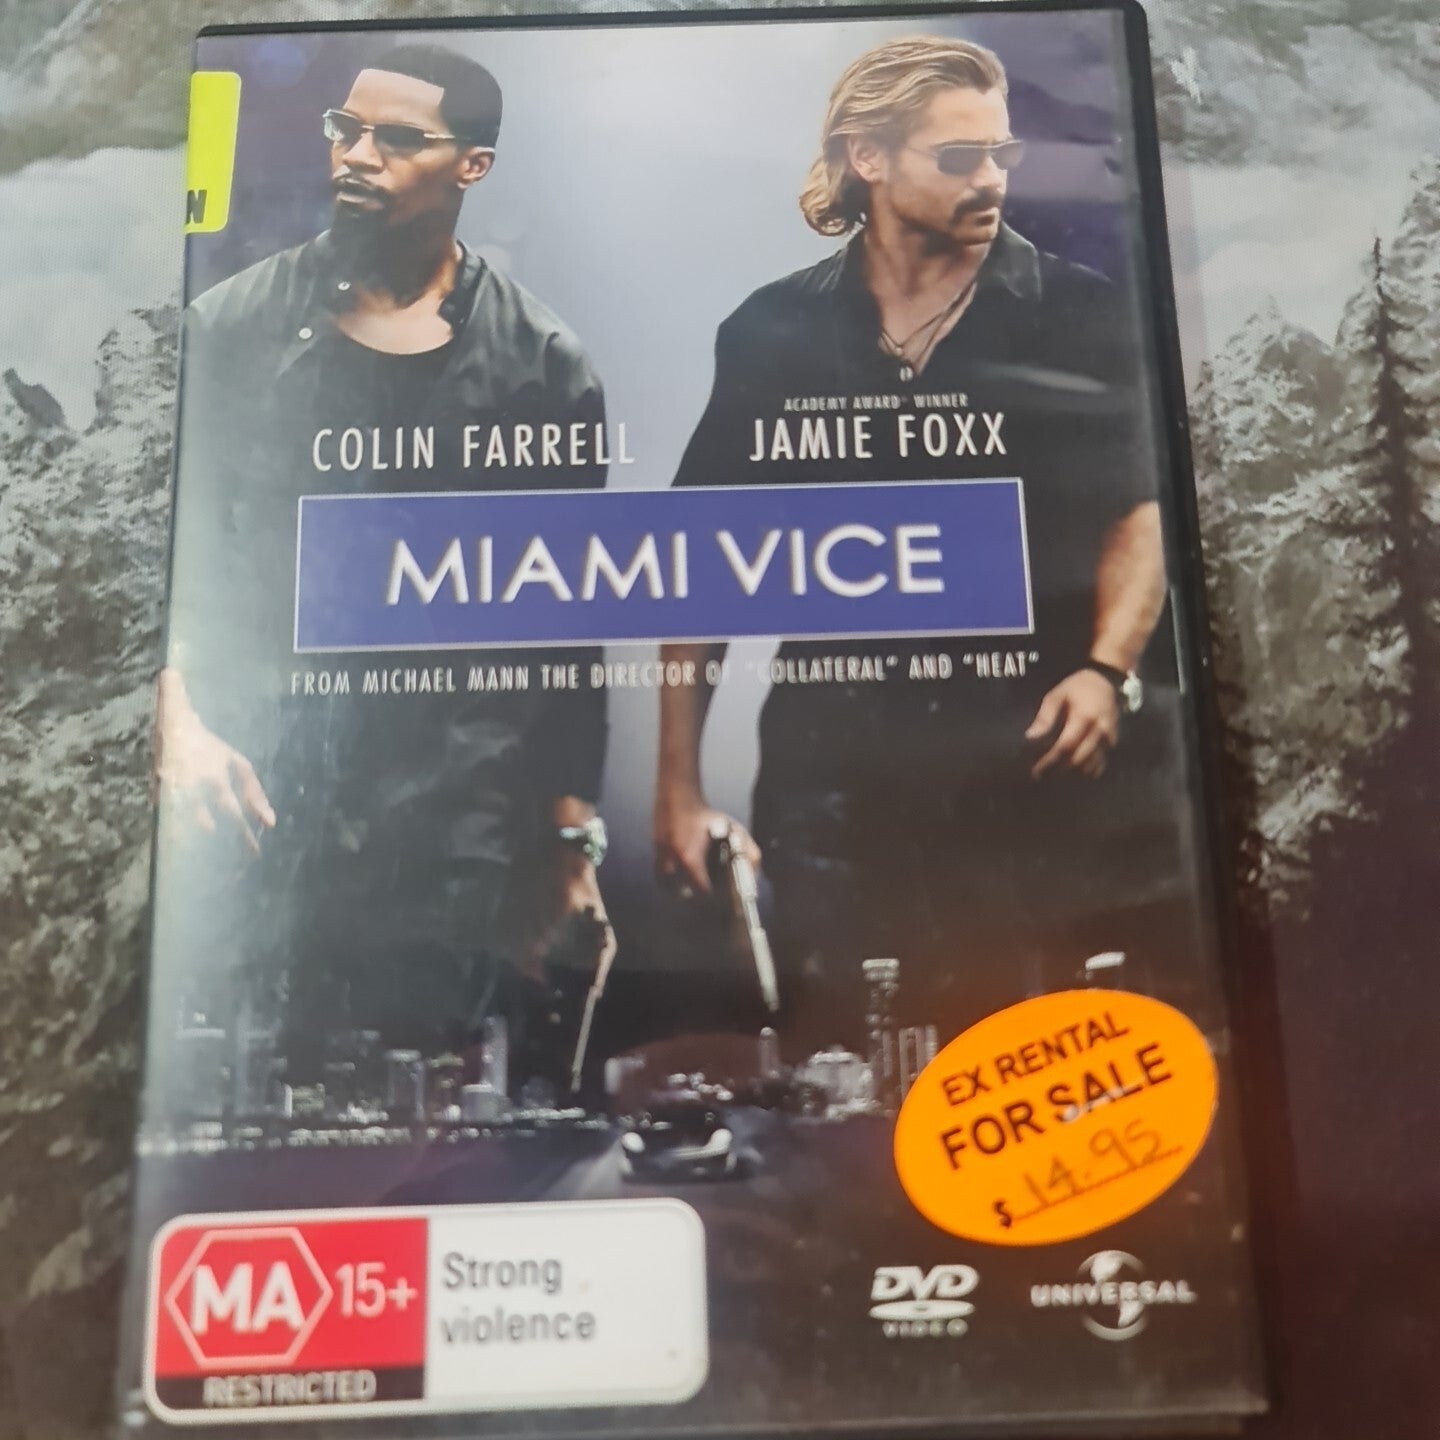 N
COLIN FARRELL
ACADEMY AWARD® WINNER
JAMIE FOXX
MIAMI VICE
FROM MICHAEL MANN THE DIRECTOR OF "COLLATERAL" AND "HEAT"
EX RENTAL
FOR SALE
$14.95
MA 15+
RESTRICTED
Strong
violence
DVD
VIDEO
UNIVERSAL